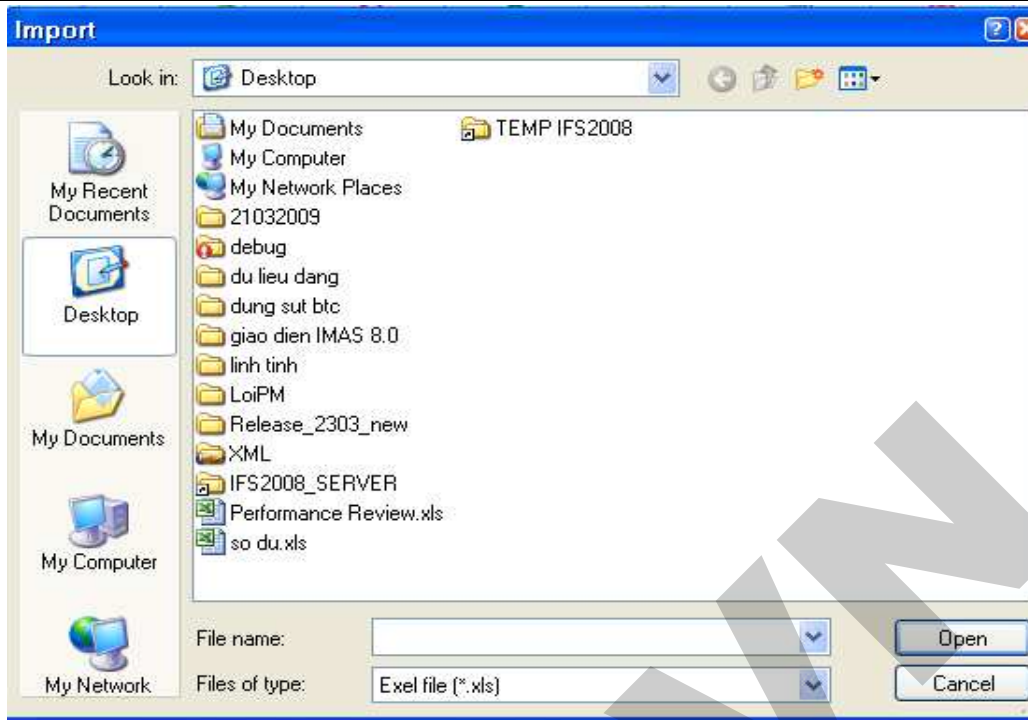 Import
Look in: Desktop
My Recent
Documents
Desktop
My Documents
My Computer
My Network
My Documents
My Computer
My Network Places
21032009
debug
du lieu dang
dung sut btc
giao dien IMAS 8.0
linh tinh
LoiPM
Release_2303_new
XML
IFS2008_SERVER
Performance Review.xls
so du.xls
TEMP IFS2008
File name:
Open
Files of type: Exel file (*.xls)
Cancel
VN